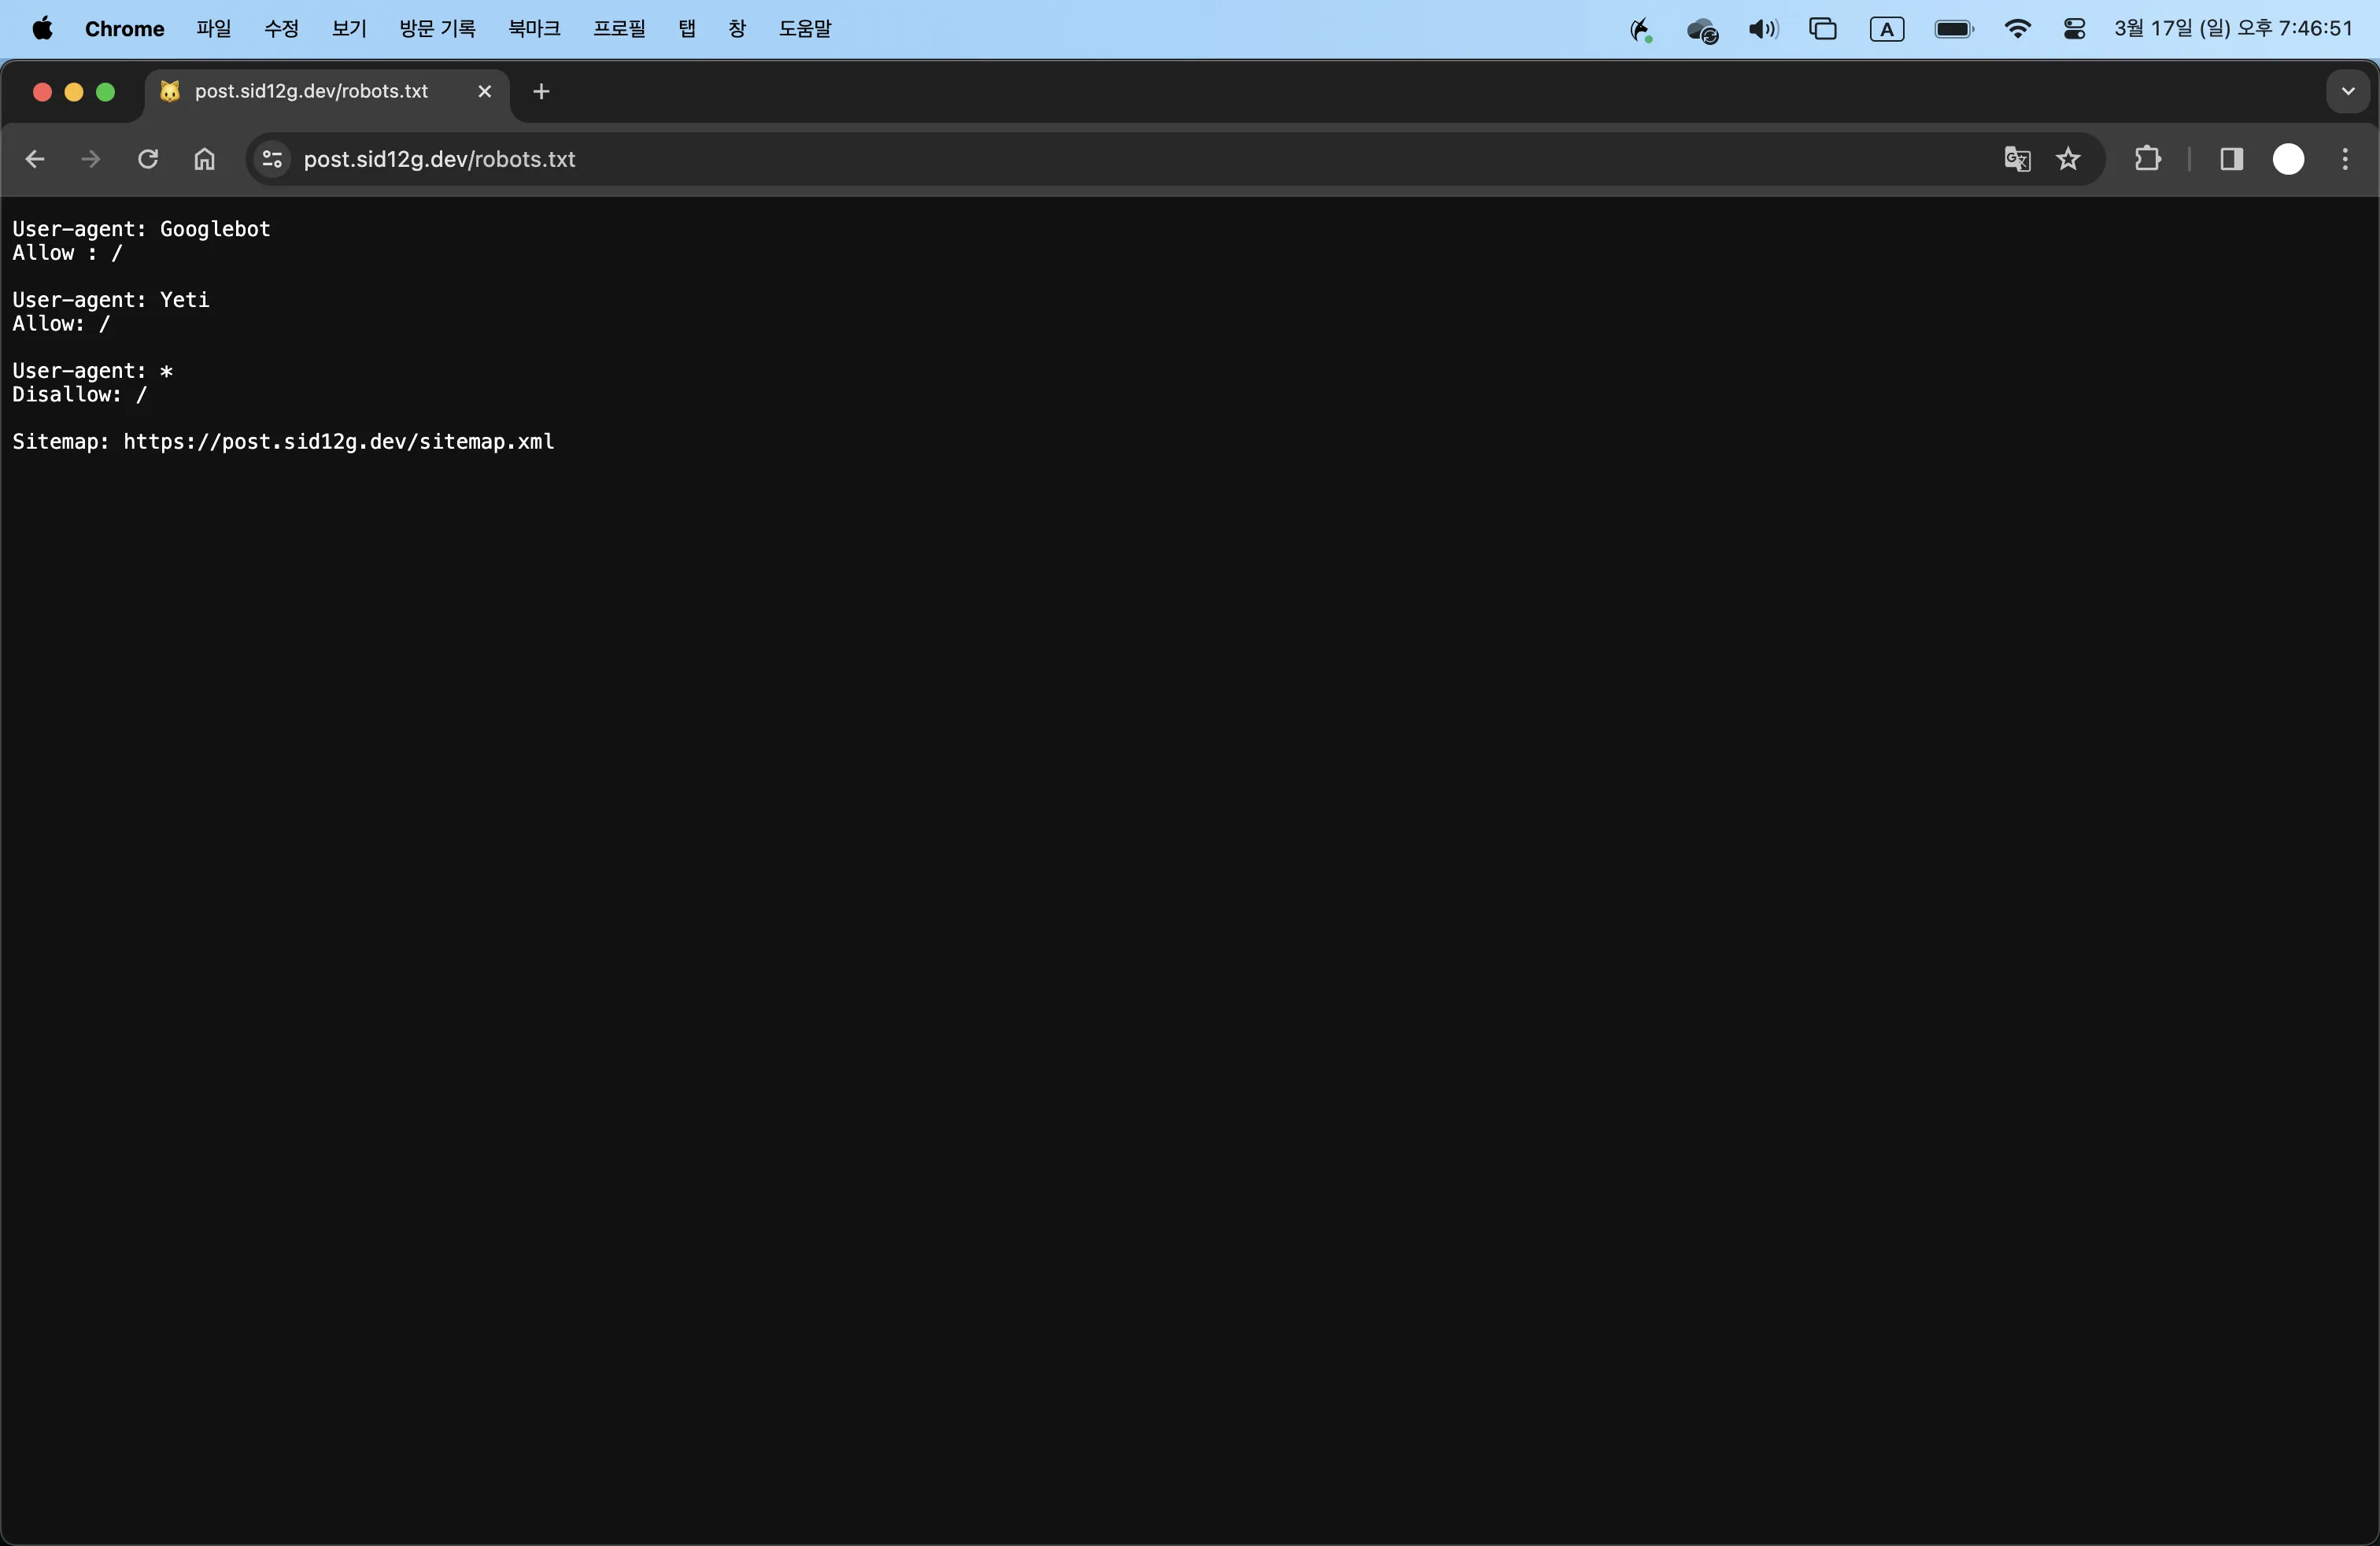 Chrome 파일 수정 보기 방문 기록 북마크 프로필 탭 창 도움말 A 3월 17일 (일) 오후 7:46:51
post.sid12g.dev/robots.txt
post.sid12g.dev/robots.txt
User-agent: Googlebot
Allow : /
User-agent: Yeti
Allow: /
User-agent: *
Disallow: /
Sitemap: https://post.sid12g.dev/sitemap.xml